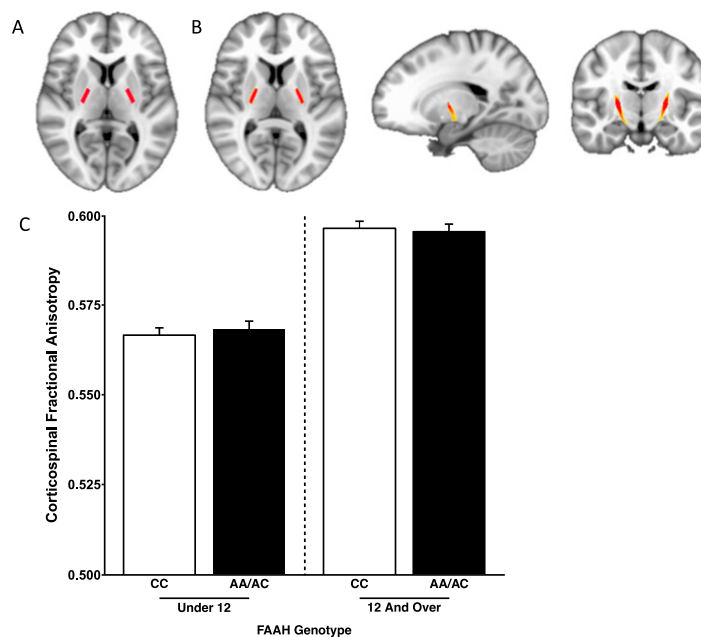 A
B
C
Corticospinal Fractional Anisotropy
0.600
0.575
0.550
0.525
0.500
CC
AA/AC
CC
AA/AC
Under 12
12 And Over
FAAH Genotype